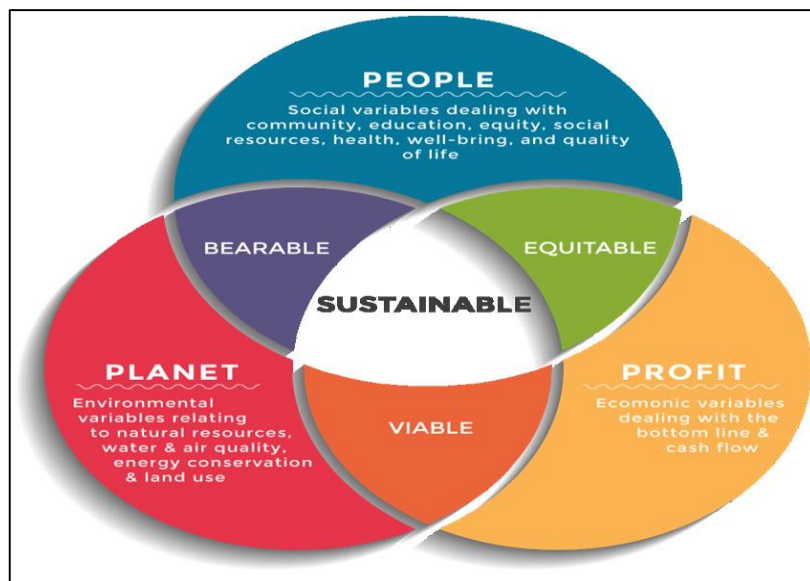 PEOPLE
Social variables dealing with
community, education, equity, social
resources, health, well-bring, and quality
of life
BEARABLE
EQUITABLE
SUSTAINABLE
PLANET
Environmental
variables relating
to natural resources,
water & air quality,
energy conservation
& land use
VIABLE
PROFIT
Ecomonic variables
dealing with the
bottom line &
cash flow